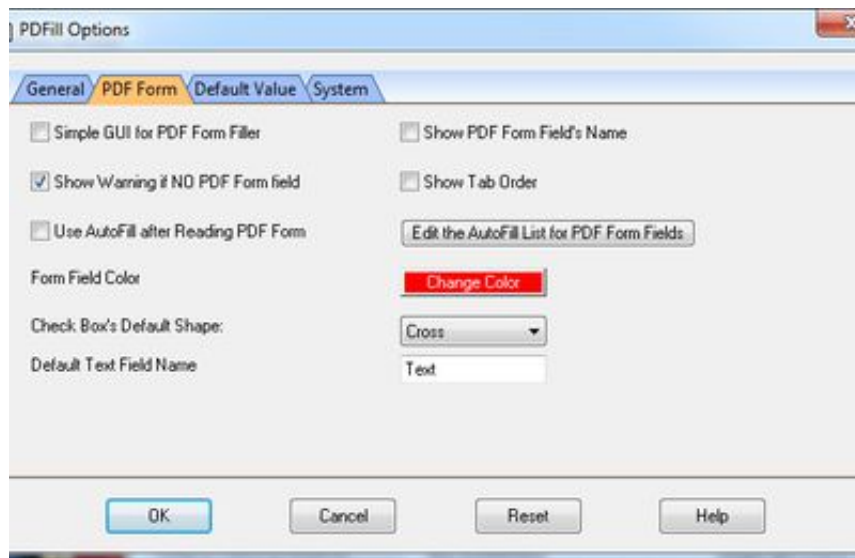 PDFill Options
General PDF Form Default Value System
Simple GUI for PDF Form Filler Show PDF Form Field's Name
Show Warning if NO PDF Form field Show Tab Order
Use AutoFill after Reading PDF Form Edit the AutoFill List for PDF Form Fields
Form Field Color Change Color
Check Box's Default Shape: Cross
Default Text Field Name Text
OK Cancel Reset Help